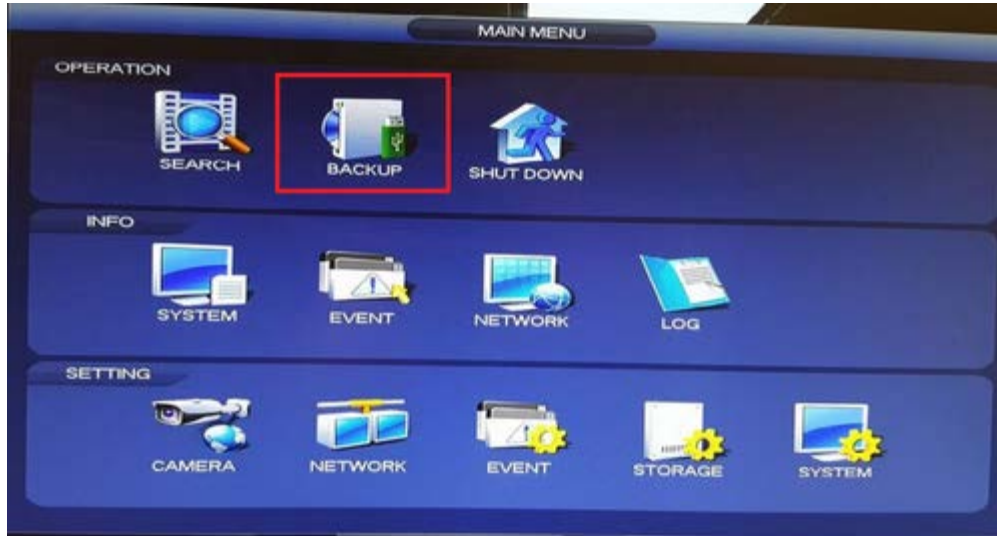 MAIN MENU
OPERATION
SEARCH
BACKUP
SHUT DOWN
INFO
SYSTEM
EVENT
NETWORK
LOG
SETTING
CAMERA
NETWORK
EVENT
STORAGE
SYSTEM